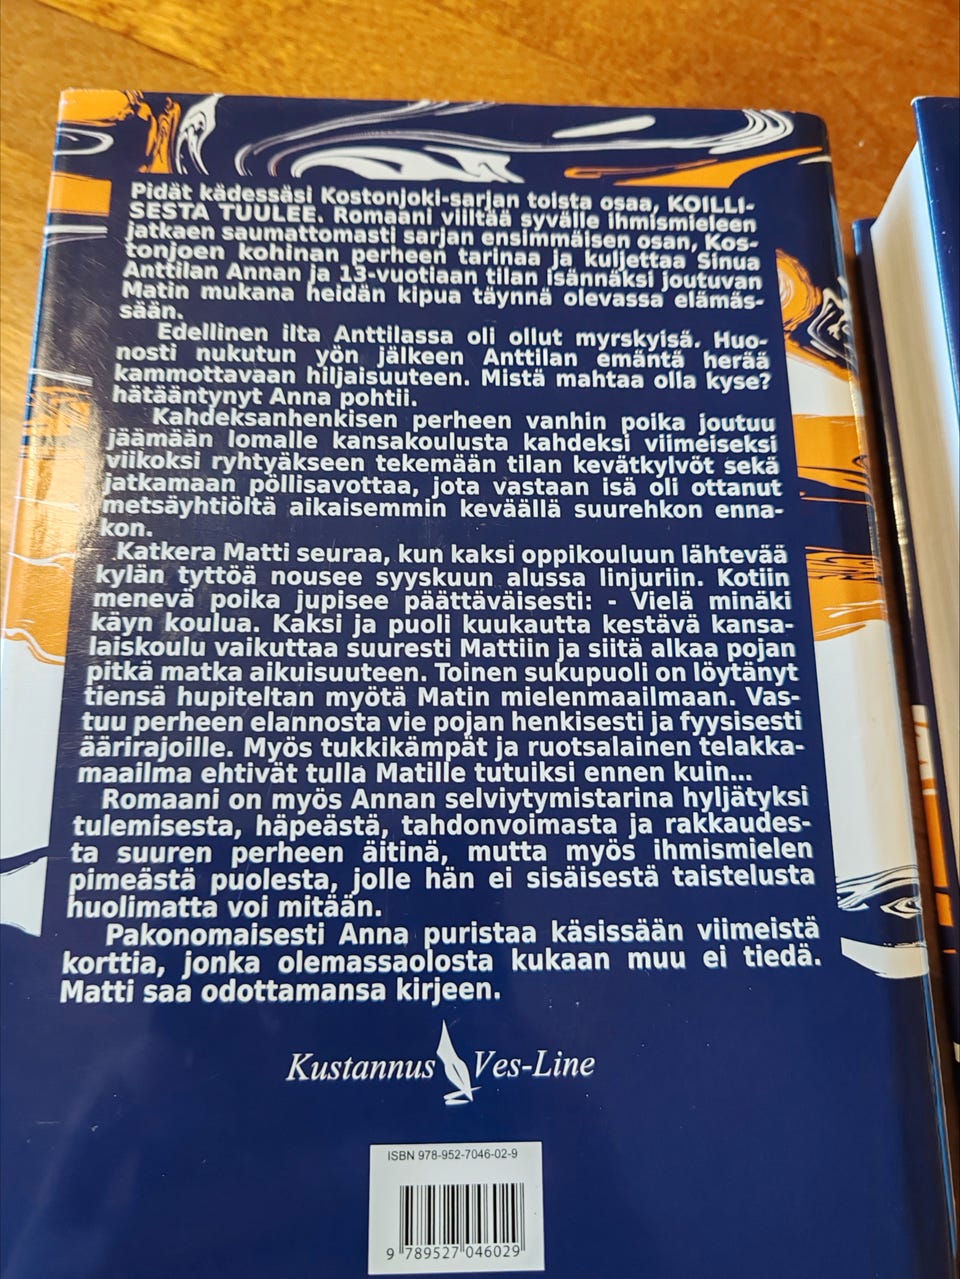 Pidät kädessäsi Kostonjoki-sarjan toista osaa, KOILLI-
SESTA TUULEE. Romaani viiltää syvälle ihmismieleen
jatkaen saumattomasti sarjan ensimmäisen osan, Kos-
tonjoen kohinan perheen tarinaa ja kuljettaa Sinua
Anttilan Annan ja 13-vuotiaan tilan isännäksi joutuvan
Matin mukana heidän kipua täynnä olevassa elämäs-
sään.
Edellinen ilta Anttilassa oli ollut myrskyisä. Huo-
nosti nukutun yön jälkeen Anttilan emäntä herää
kammottavaan hiljaisuuteen. Mistä mahtaa olla kyse?
hätääntynyt Anna pohtii.
Kahdeksanhenkisen perheen vanhin poika joutuu
jäämään lomalle kansakoulusta kahdeksi viimeiseksi
viikoksi ryhtyäkseen tekemään tilan kevätkylvöt sekä
jatkamaan pöllisavottaa, jota vastaan isä oli ottanut
metsäyhtiöltä aikaisemmin keväällä suurehkon enna-
kon.
Katkera Matti seuraa, kun kaksi oppikouluun lähtevää
kylän tyttöä nousee syyskuun alussa linjuriin. Kotiin
menevä poika jupisee päättäväisesti: - Vielä minäki
käyn koulua. Kaksi ja puoli kuukautta kestävä kansa-
laiskoulu vaikuttaa suuresti Mattiin ja siitä alkaa pojan
pitkä matka aikuisuuteen. Toinen sukupuoli on löytänyt
tiensä hupiteltan myötä Matin mielenmaailmaan. Vas-
tuu perheen elannosta vie pojan henkisesti ja fyysisesti
äärirajoille. Myös tukkikämpät ja ruotsalainen telakka-
maailma ehtivät tulla Matille tutuiksi ennen kuin...
Romaani on myös Annan selviytymistarina hyljätyksi
tulemisesta, häpeästä, tahdonvoimasta ja rakkaudes-
ta suuren perheen äitinä, mutta myös ihmismielen
pimeästä puolesta, jolle hän ei sisäisestä taistelusta
huolimatta voi mitään.
Pakonomaisesti Anna puristaa käsissään viimeistä
korttia, jonka olemassaolosta kukaan muu ei tiedä.
Matti saa odottamansa kirjeen.
Kustannus Ves-Line
ISBN 978-952-7046-02-9
9 789527 046029